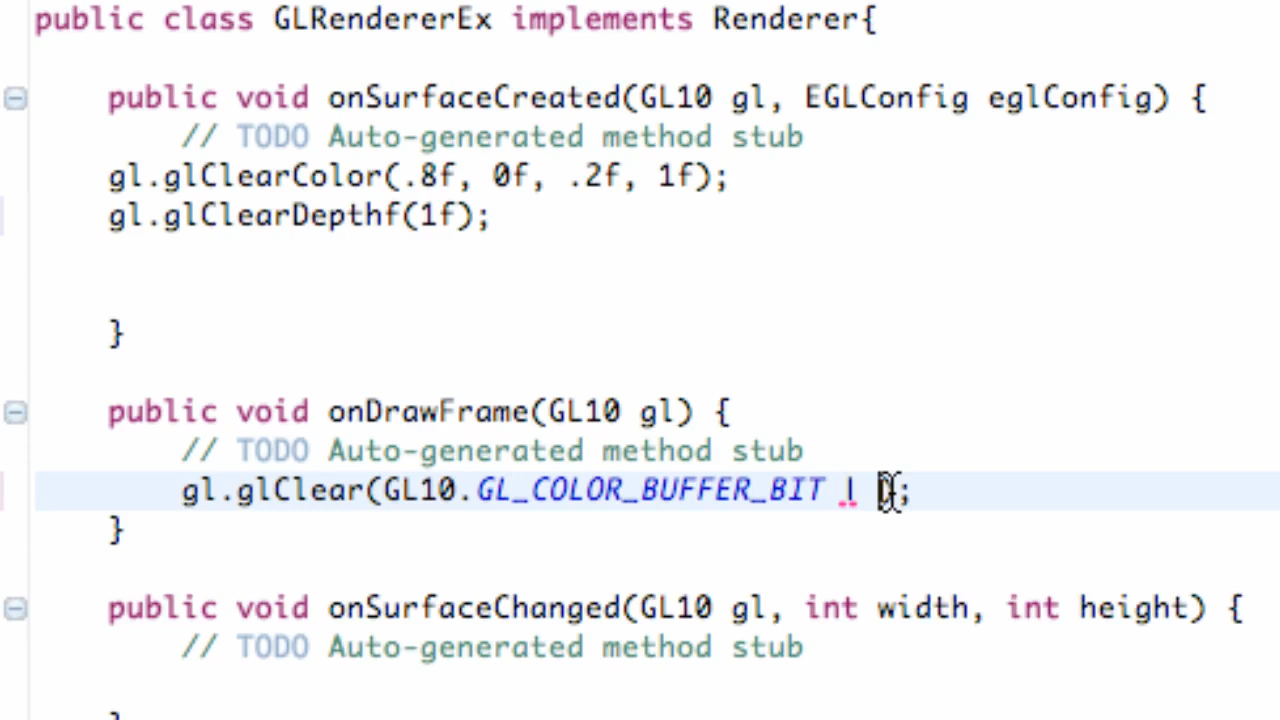 public class GLRendererEx implements Renderer{
public void onSurfaceCreated(GL10 gl, EGLConfig eglConfig) {
// TODO Auto-generated method stub
gl.glClearColor(.8f, 0f, .2f, 1f);
gl.glClearDepthf(1f);
}
public void onDrawFrame(GL10 gl) {
// TODO Auto-generated method stub
gl.glClear(GL10.GL_COLOR_BUFFER_BIT | );
}
public void onSurfaceChanged(GL10 gl, int width, int height) {
// TODO Auto-generated method stub
}